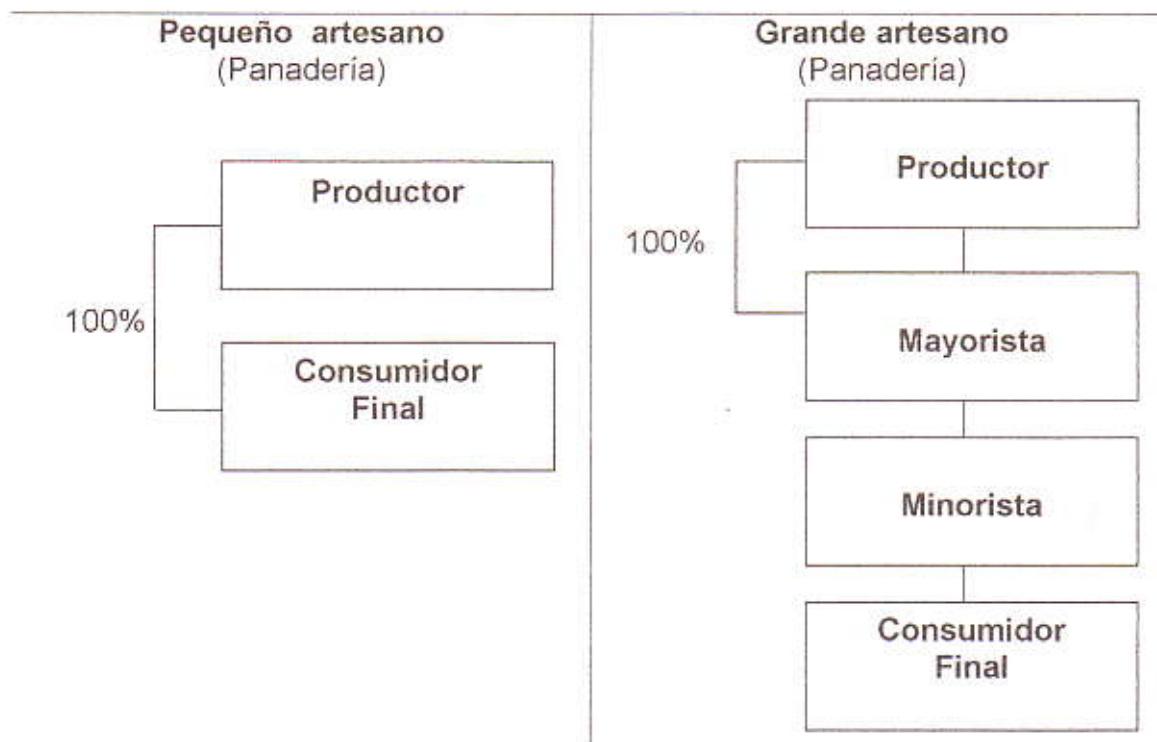 Pequeño artesano
(Panadería)
Productor
100%
Consumidor
Final
Grande artesano
(Panadería)
Productor
100%
Mayorista
Minorista
Consumidor
Final